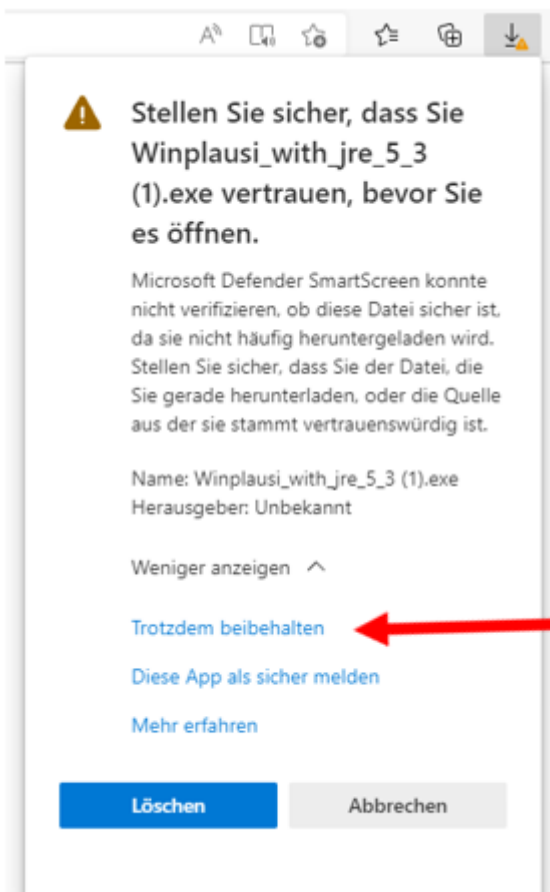 Stellen Sie sicher, dass Sie
Winplausi_with_jre_5_3
(1).exe vertrauen, bevor Sie
es öffnen.
Microsoft Defender SmartScreen konnte
nicht verifizieren, ob diese Datei sicher ist,
da sie nicht häufig heruntergeladen wird.
Stellen Sie sicher, dass Sie der Datei, die
Sie gerade herunterladen, oder die Quelle
aus der sie stammt vertrauenswürdig ist.
Name: Winplausi_with_jre_5_3 (1).exe
Herausgeber: Unbekannt
Weniger anzeigen
Trotzdem beibehalten
Diese App als sicher melden
Mehr erfahren
Löschen Abbrechen